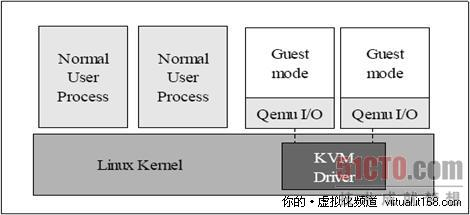 Normal
User
Process
Normal
User
Process
Guest
mode
Qemu I/O
Guest
mode
Qemu I/O
Linux Kernel
KVM
Driver
51CTO.com
你的·虚拟化频道 virtual.it168.com